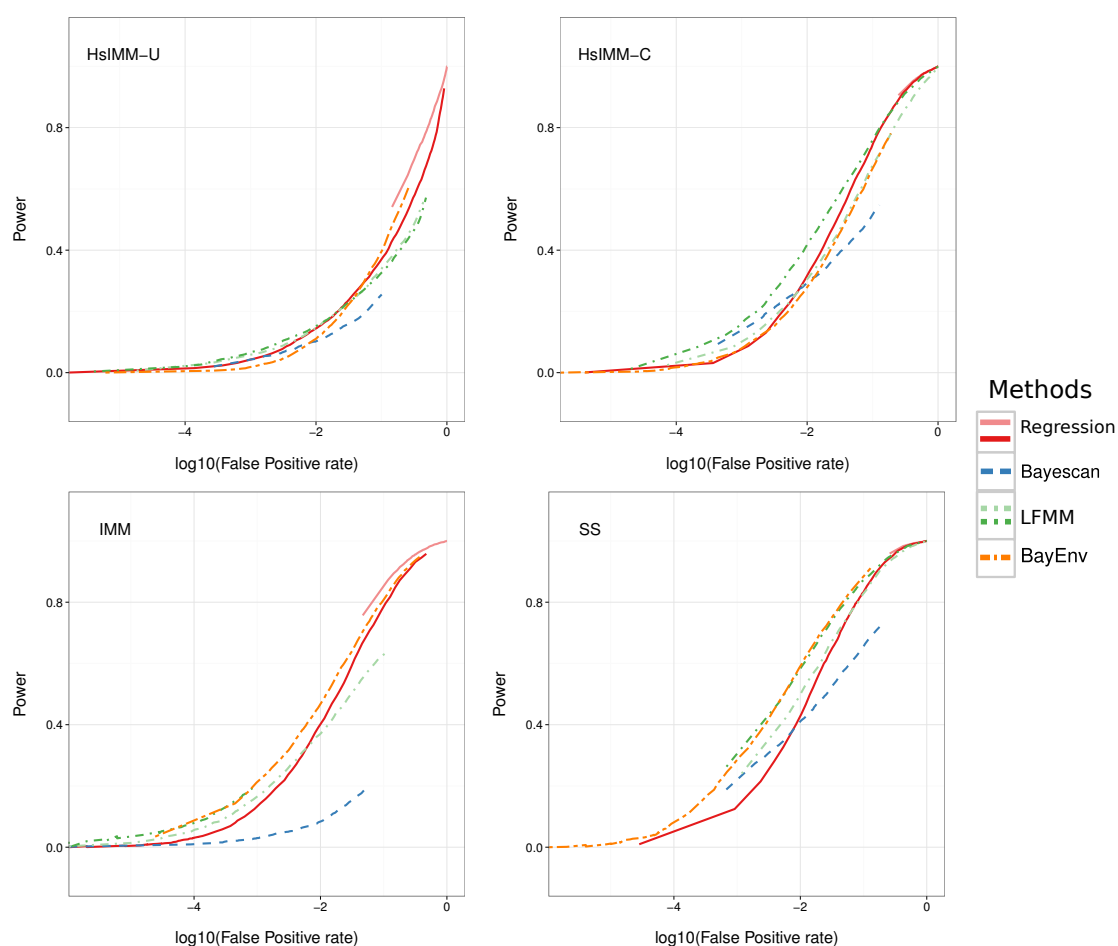 HsIMM−U
0.8
0.4
0.0
Power
−4
−2
0
log10(False Positive rate)
HsIMM−C
0.8
0.4
0.0
Power
−4
−2
0
log10(False Positive rate)
Methods
Regression
Bayescan
LFMM
BayEnv
IMM
0.8
0.4
0.0
Power
−4
−2
0
log10(False Positive rate)
SS
0.8
0.4
0.0
Power
−4
−2
0
log10(False Positive rate)